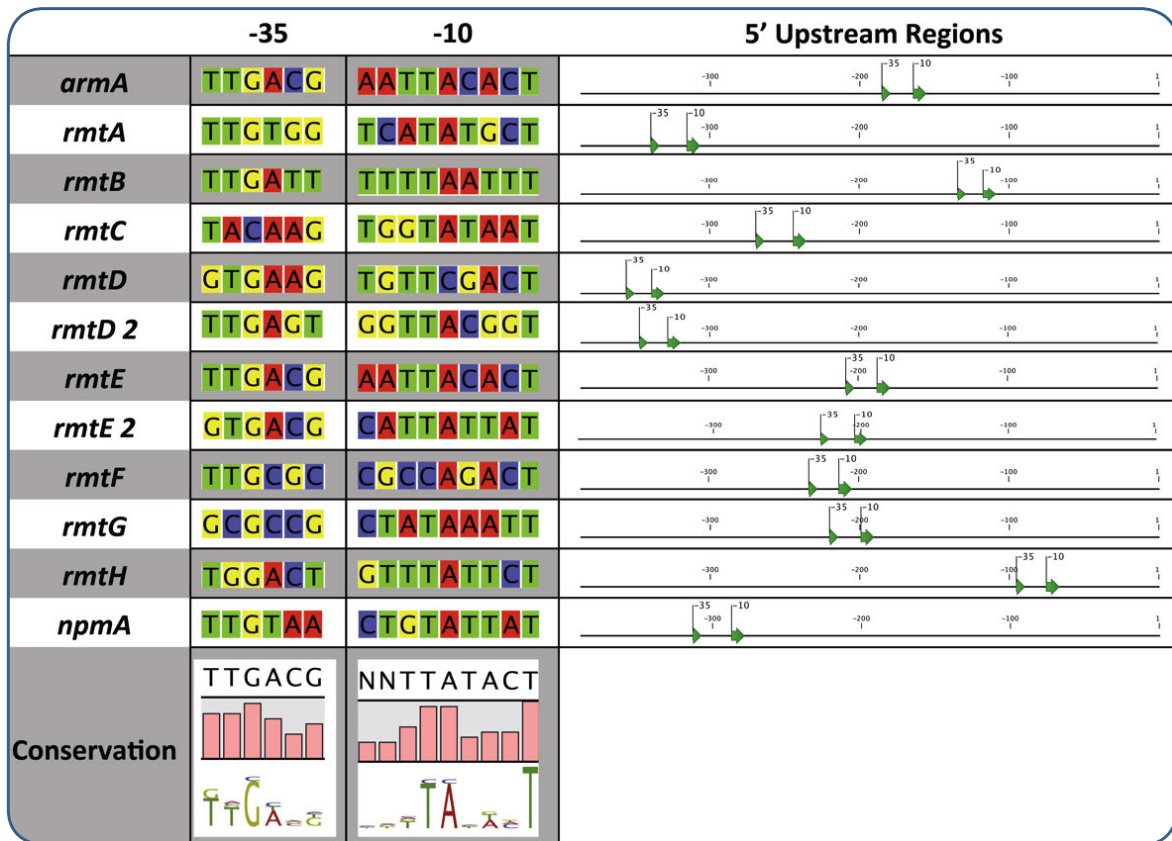 -35 -10 5' Upstream Regions
armA TTGACG AATTACACT -35 -10
-300 -200 -100 1
rmtA TTGTGG TCATATGCT -35 -10
-300 -200 -100 1
rmtB TTGATT TTTTAATTT -35 -10
-300 -200 -100 1
rmtC TACAAG TGGTATAAT -35 -10
-300 -200 -100 1
rmtD GTGAAG TGTTCGACT -35 -10
-300 -200 -100 1
rmtD 2 TTGAGT GGTTACGGT -35 -10
-300 -200 -100 1
rmtE TTGACG AATTACACT -35 -10
-300 -200 -100 1
rmtE 2 GTGACG CATTATTAT -35 -10
-300 -200 -100 1
rmtF TTGCGC CGCCAGACT -35 -10
-300 -200 -100 1
rmtG GCGCCG CTATAAATT -35 -10
-300 -200 -100 1
rmtH TGGACT GTTTATTCT -35 -10
-300 -200 -100 1
npmA TTGTAA CTGTATTAT -35 -10
-300 -200 -100 1
TTGACG NNTTATACT
Conservation